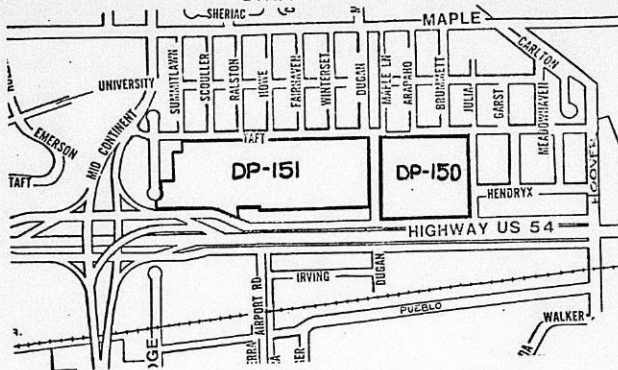 SHERIAC
MAPLE
CARLTON
UNIVERSITY
SUMMITLAWN
SCOULLER
RALSTON
HOWE
FAIRHAVEN
WINTERSET
DUGAN
MAPLE LN
ARAPAHO
BRUMMETT
JULIA
GARST
MEADOWHAVEN
EMERSON
MID CONTINENT
TAFT
TAFT
DP-151
DP-150
HENDRYX
HOOVER
HIGHWAY US 54
IRVING
DUGAN
AIRPORT RD
PUEBLO
WALKER